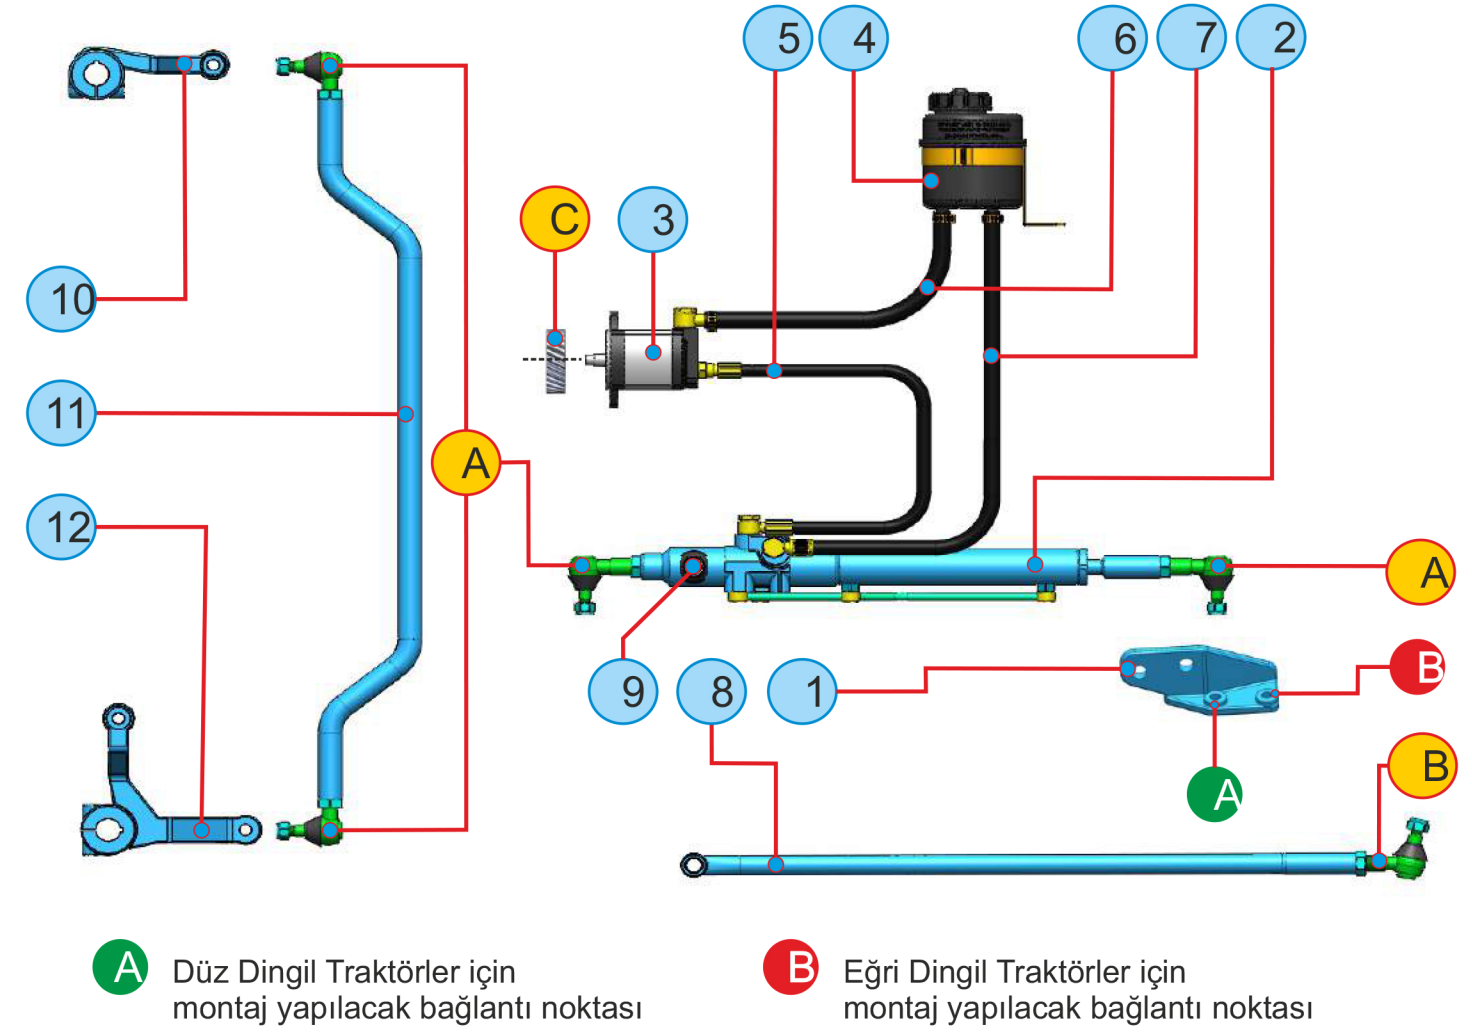 5
4
6
7
2
C
3
10
11
A
12
A
9
8
1
B
A
B
A
Düz Dingil Traktörler için
montaj yapılacak bağlantı noktası
B
Eğri Dingil Traktörler için
montaj yapılacak bağlantı noktası